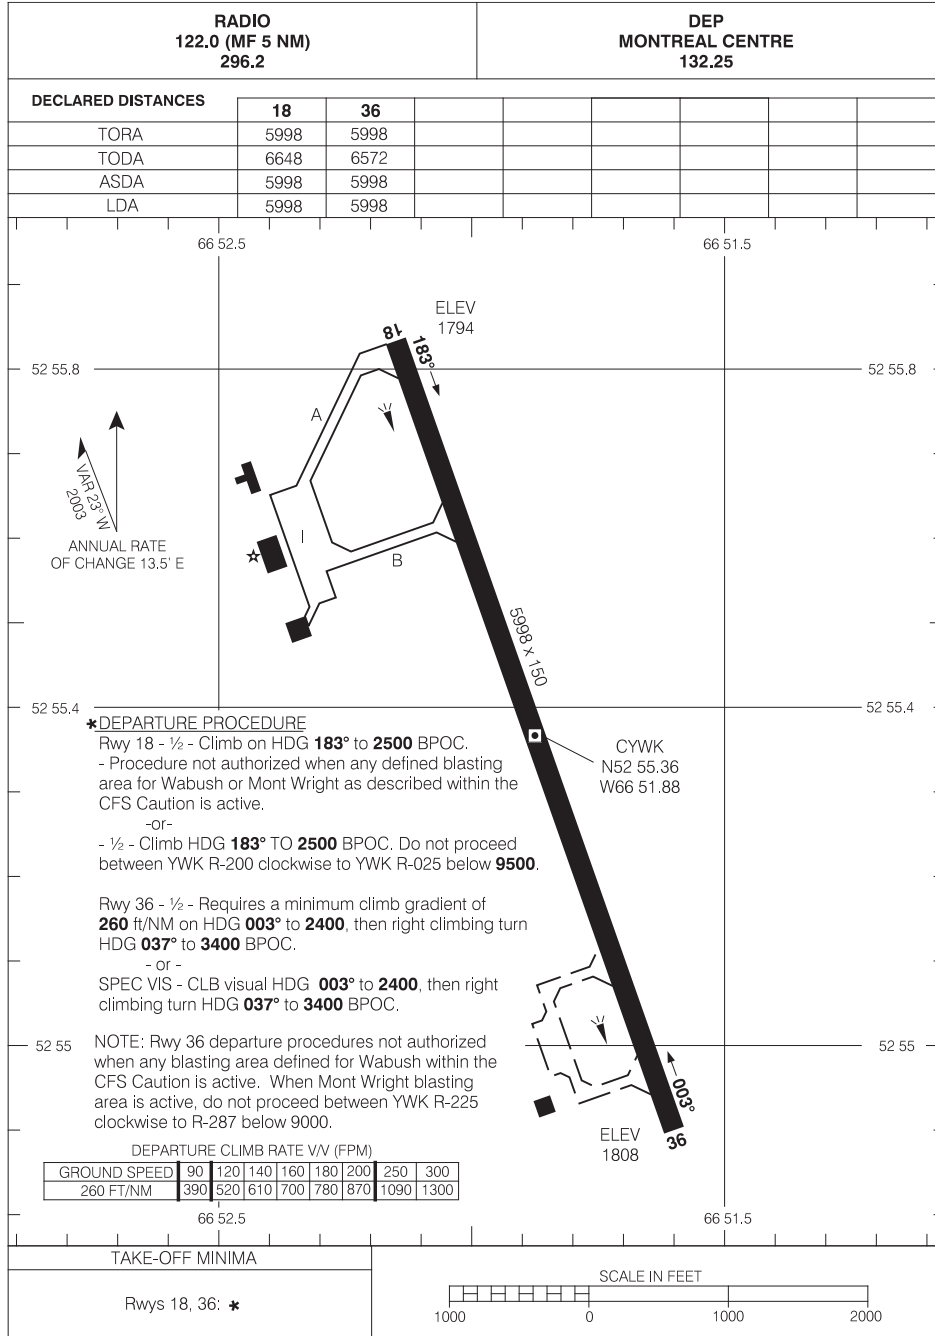 RADIO
122.0 (MF 5 NM)
296.2
DEP
MONTREAL CENTRE
132.25
DECLARED DISTANCES
18 36
TORA 5998 5998
TODA 6648 6572
ASDA 5998 5998
LDA 5998 5998
66 52.5 66 51.5
ELEV
1794
18
183°
52 55.8 52 55.8
A
VAR 23° W
2003
ANNUAL RATE
OF CHANGE 13.5' E
I
B
5998 x 150
52 55.4 52 55.4
*DEPARTURE PROCEDURE
Rwy 18 - ½ - Climb on HDG 183° to 2500 BPOC.
- Procedure not authorized when any defined blasting
area for Wabush or Mont Wright as described within the
CFS Caution is active.
-or-
- ½ - Climb HDG 183° TO 2500 BPOC. Do not proceed
between YWK R-200 clockwise to YWK R-025 below 9500.
CYWK
N52 55.36
W66 51.88
Rwy 36 - ½ - Requires a minimum climb gradient of
260 ft/NM on HDG 003° to 2400, then right climbing turn
HDG 037° to 3400 BPOC.
- or -
SPEC VIS - CLB visual HDG 003° to 2400, then right
climbing turn HDG 037° to 3400 BPOC.
52 55 52 55
NOTE: Rwy 36 departure procedures not authorized
when any blasting area defined for Wabush within the
CFS Caution is active. When Mont Wright blasting
area is active, do not proceed between YWK R-225
clockwise to R-287 below 9000.
003°
36
ELEV
1808
DEPARTURE CLIMB RATE V/V (FPM)
GROUND SPEED 90 120 140 160 180 200 250 300
260 FT/NM 390 520 610 700 780 870 1090 1300
66 52.5 66 51.5
TAKE-OFF MINIMA
Rwys 18, 36: *
SCALE IN FEET
1000 0 1000 2000